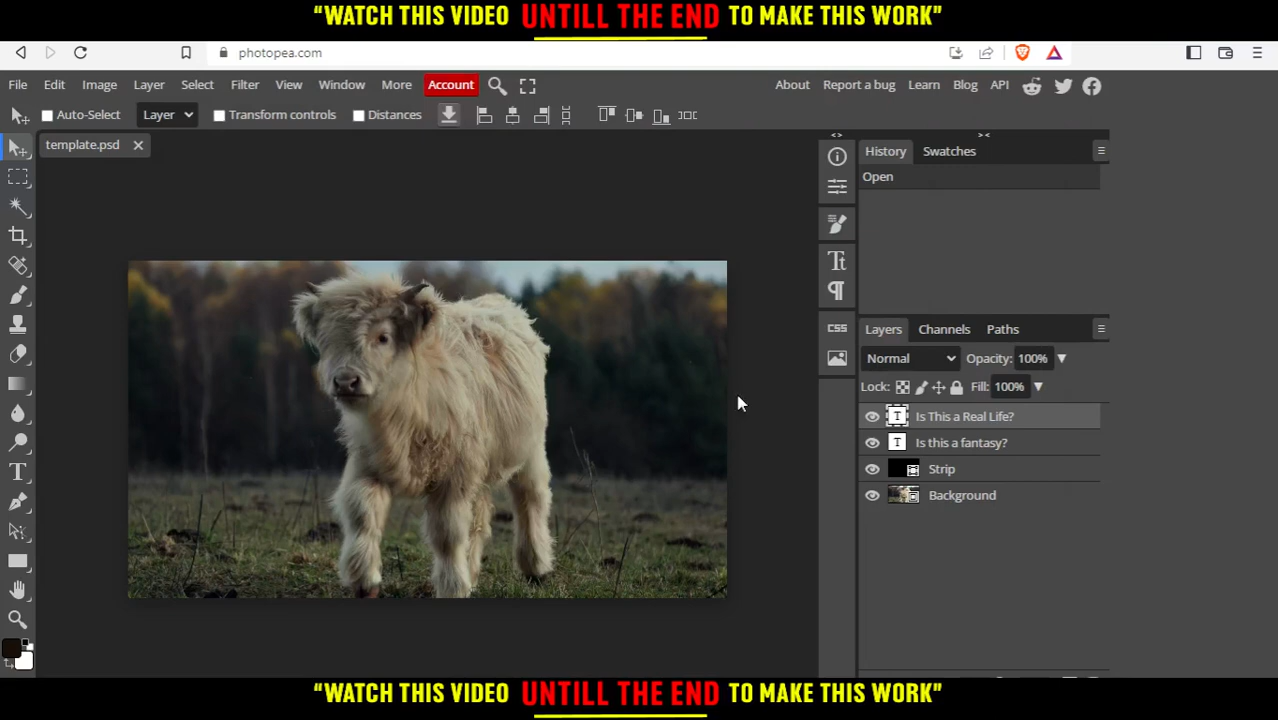 "WATCH THIS VIDEO UNTILL THE END TO MAKE THIS WORK"
photopea.com
File Edit Image Layer Select Filter View Window More Account About Report a bug Learn Blog API
Auto-Select Layer Transform controls Distances
template.psd
<> ><
History Swatches
Open
Tt
CSS
Layers Channels Paths
Normal Opacity: 100%
Lock: Fill: 100%
T Is This a Real Life?
T Is this a fantasy?
Strip
Background
T
"WATCH THIS VIDEO UNTILL THE END TO MAKE THIS WORK"